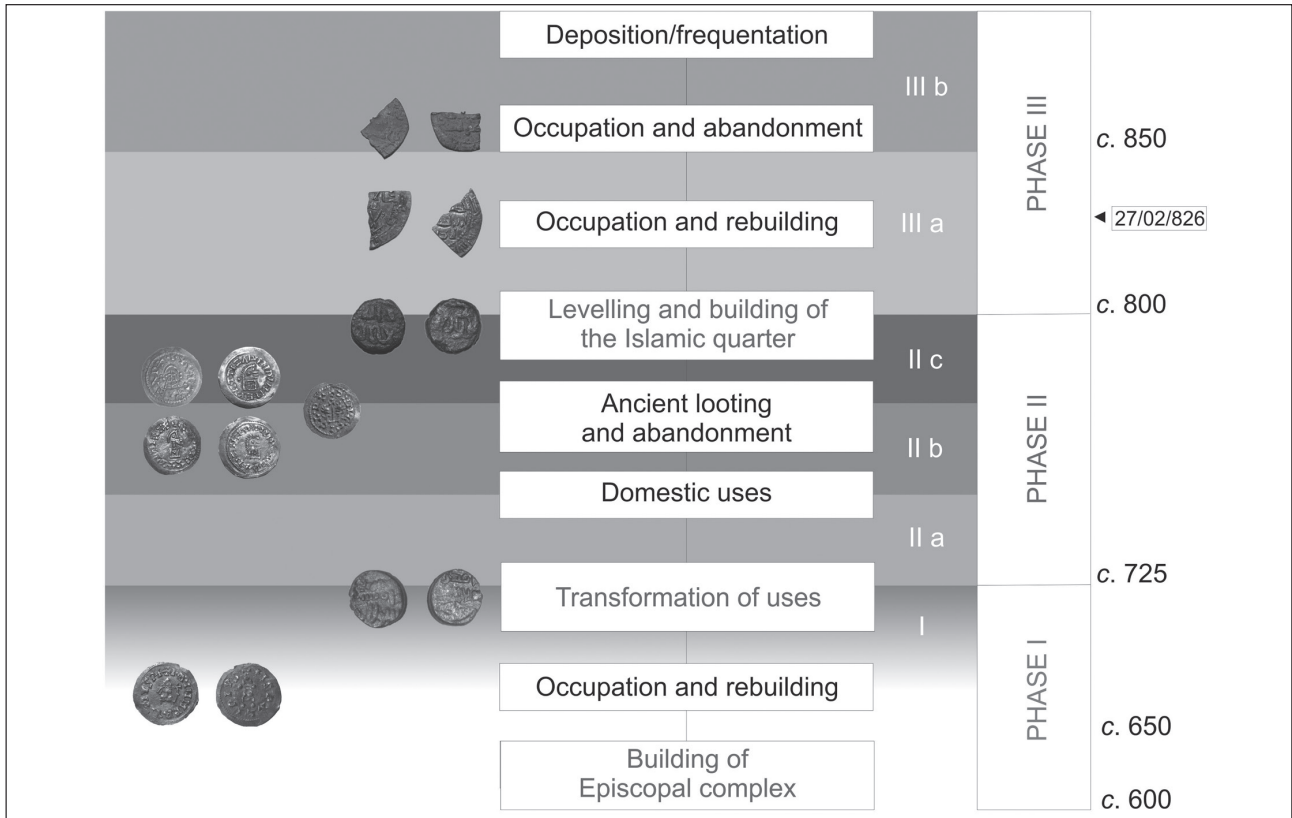 Deposition/frequentation
III b
Occupation and abandonment
c. 850
PHASE III
Occupation and rebuilding
III a
27/02/826
c. 800
Levelling and building of
the Islamic quarter
II c
Ancient looting
and abandonment
II b
PHASE II
Domestic uses
II a
c. 725
Transformation of uses
I
PHASE I
Occupation and rebuilding
c. 650
Building of
Episcopal complex
c. 600